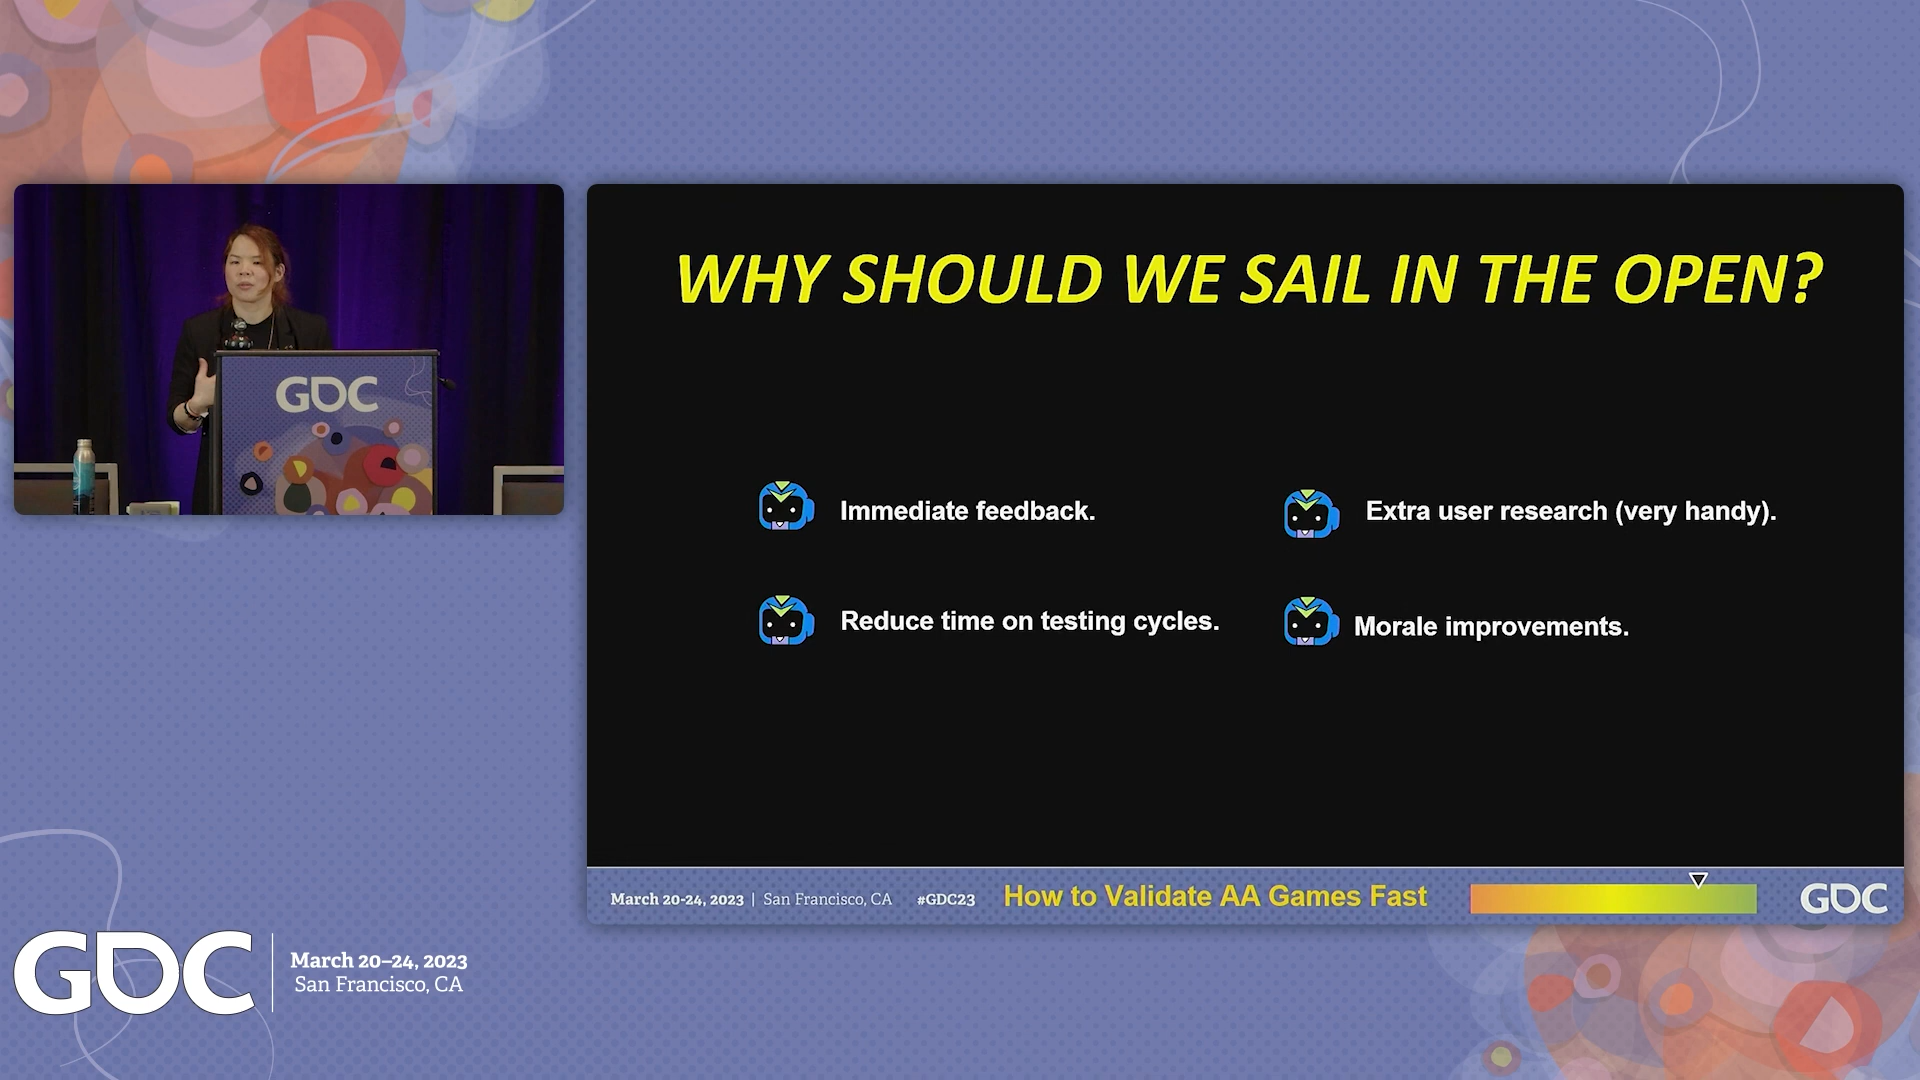 GDC
WHY SHOULD WE SAIL IN THE OPEN?
Immediate feedback.
Extra user research (very handy).
Reduce time on testing cycles.
Morale improvements.
March 20-24, 2023 | San Francisco, CA #GDC23
How to Validate AA Games Fast
GDC
GDC
March 20–24, 2023
San Francisco, CA